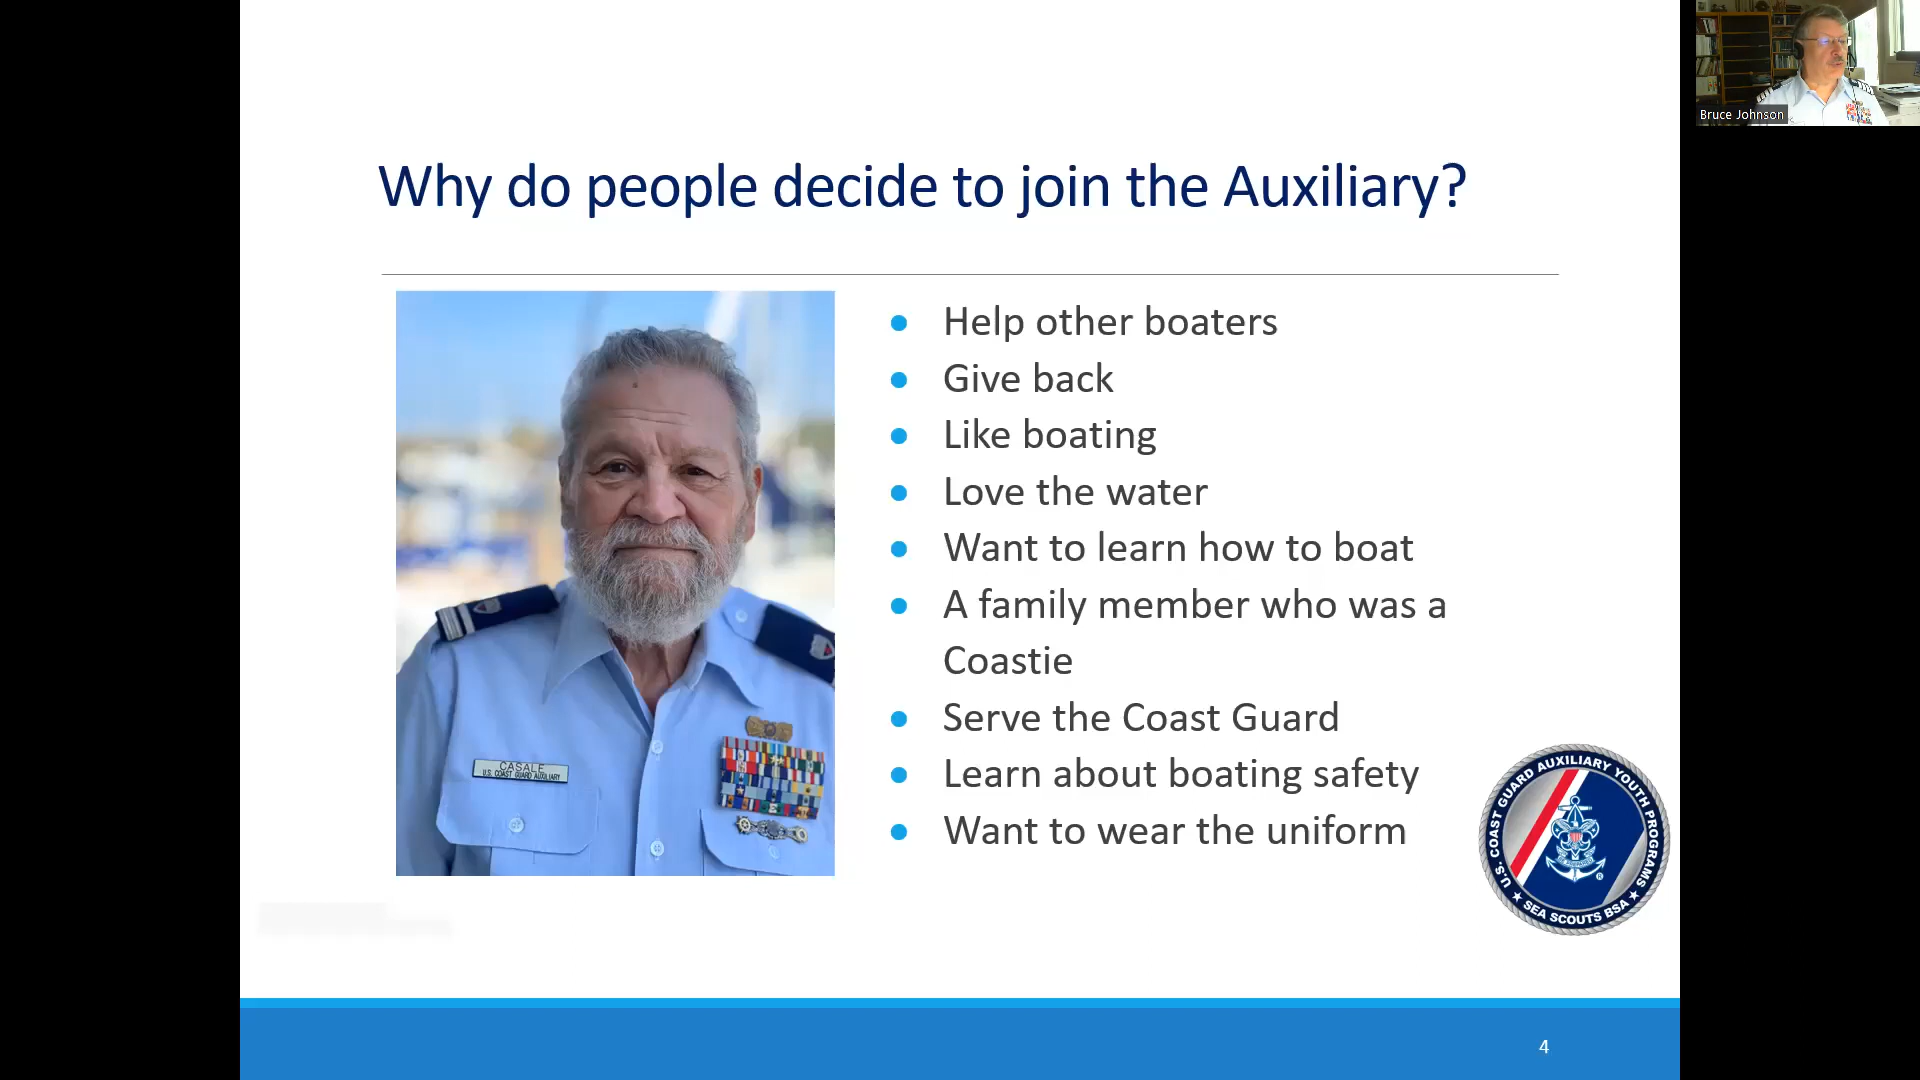 Bruce Johnson
Why do people decide to join the Auxiliary?
Help other boaters
Give back
Like boating
Love the water
Want to learn how to boat
A family member who was a
Coastie
Serve the Coast Guard
Learn about boating safety
Want to wear the uniform
CASALE
U.S. COAST GUARD AUXILIARY
U.S. COAST GUARD AUXILIARY YOUTH PROGRAMS
SEA SCOUTS BSA
®
4